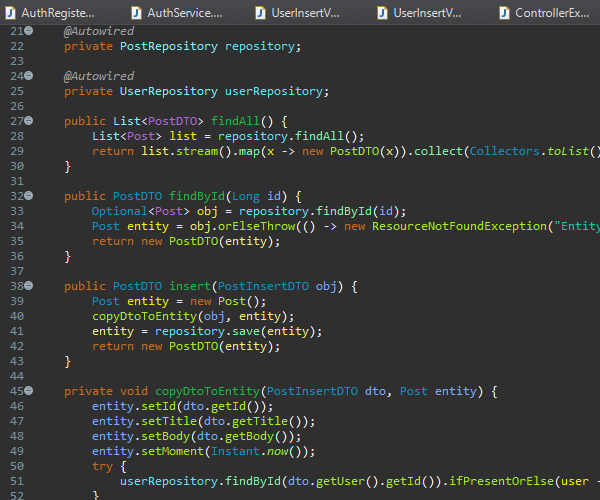 AuthRegiste... AuthService.... UserInsertV... UserInsertV... ControllerEx...
21 @Autowired
22 private PostRepository repository;
23
24 @Autowired
25 private UserRepository userRepository;
26
27 public List<PostDTO> findAll() {
28 List<Post> list = repository.findAll();
29 return list.stream().map(x -> new PostDTO(x)).collect(Collectors.toList()
30 }
31
32 public PostDTO findById(Long id) {
33 Optional<Post> obj = repository.findById(id);
34 Post entity = obj.orElseThrow(() -> new ResourceNotFoundException("Entity
35 return new PostDTO(entity);
36 }
37
38 public PostDTO insert(PostInsertDTO obj) {
39 Post entity = new Post();
40 copyDtoToEntity(obj, entity);
41 entity = repository.save(entity);
42 return new PostDTO(entity);
43 }
44
45 private void copyDtoToEntity(PostInsertDTO dto, Post entity) {
46 entity.setId(dto.getId());
47 entity.setTitle(dto.getTitle());
48 entity.setBody(dto.getBody());
49 entity.setMoment(Instant.now());
50 try {
51 userRepository.findById(dto.getUser().getId()).ifPresentOrElse(user -
52 }